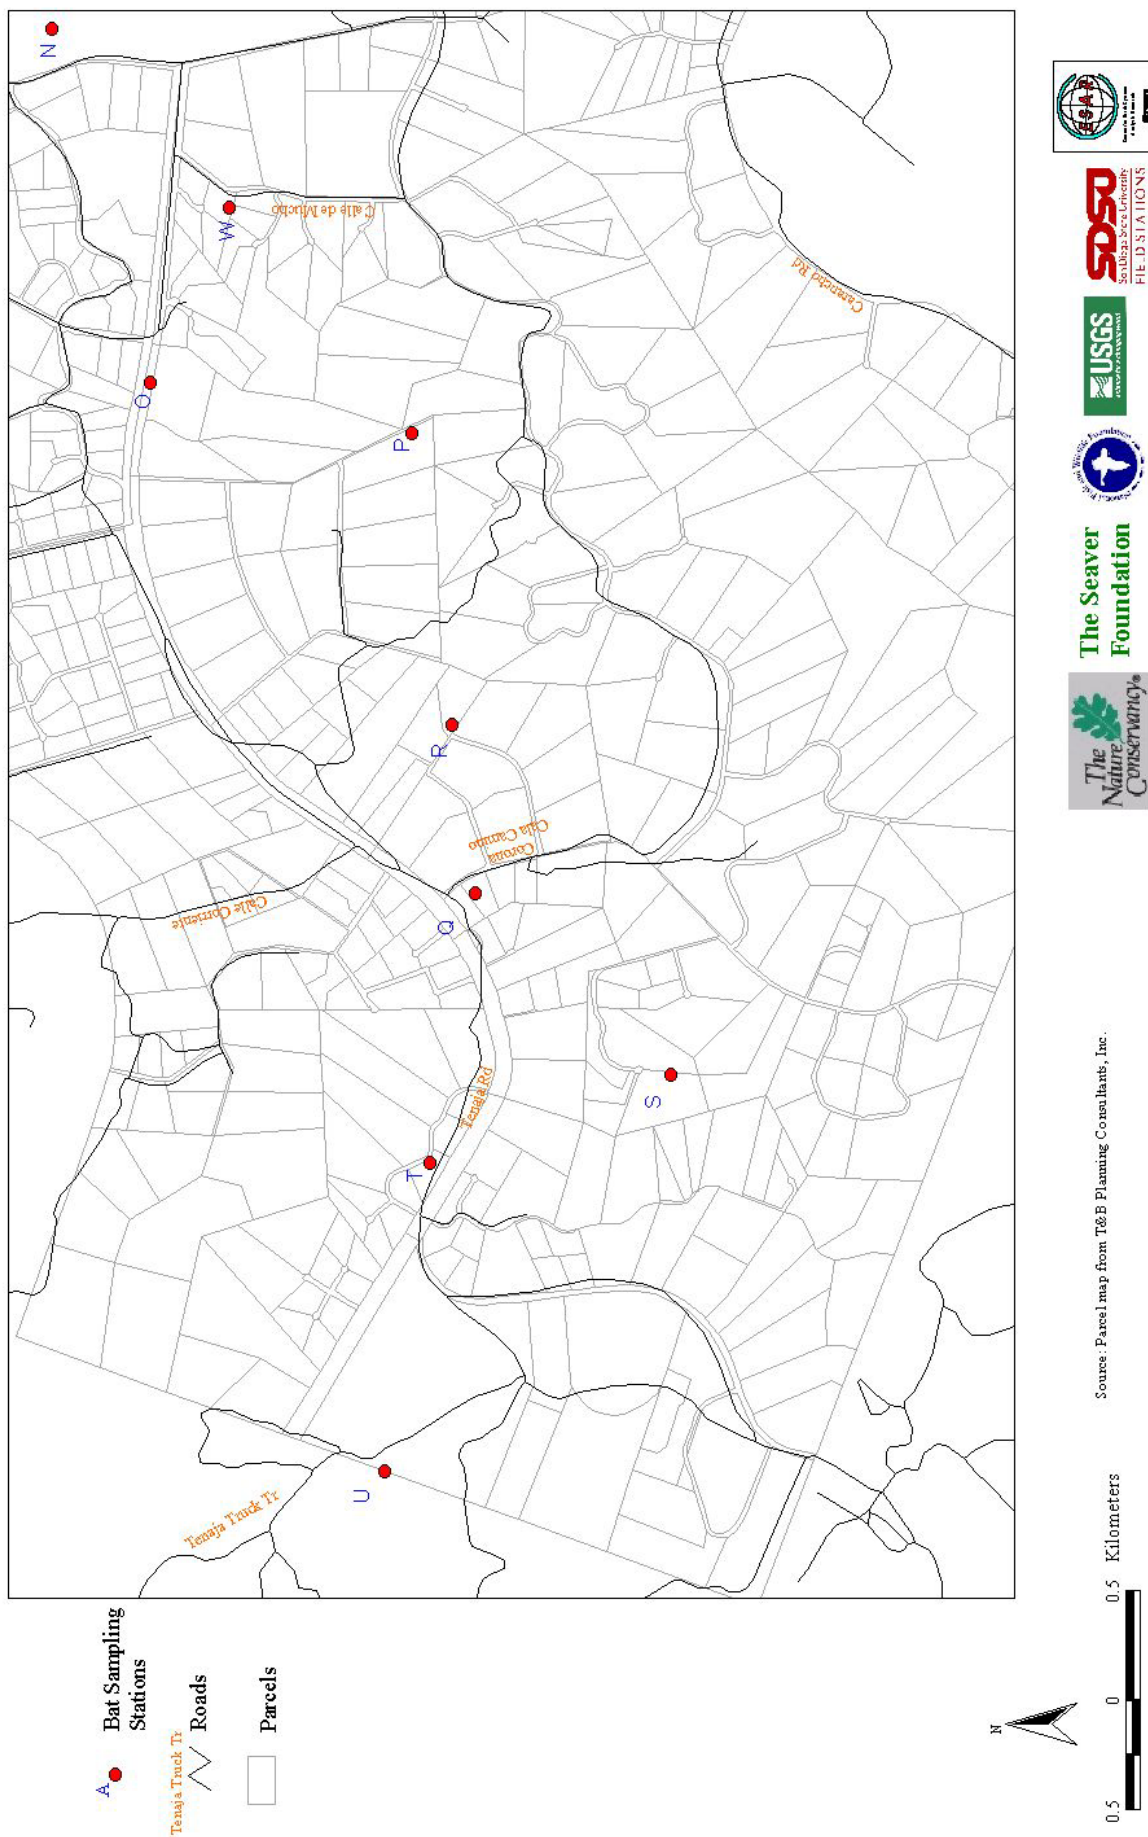 A
Bat Sampling
Stations
Tenaja Truck Tr
Roads
Parcels
Tenaja Truck Tr
U
T
Tenaja Rd
S
Calle Corriente
Q
Corona
Cala Camino
R
P
O
W
Calle de Mucho
Carancho Rd
N
N
0.5
0
0.5
Kilometers
Source: Parcel map from T&B Planning Consultants, Inc.
The
Nature
Conservancy
The Seaver
Foundation
USGS
SDSU
San Diego State University
FIELD STATIONS
ESAR